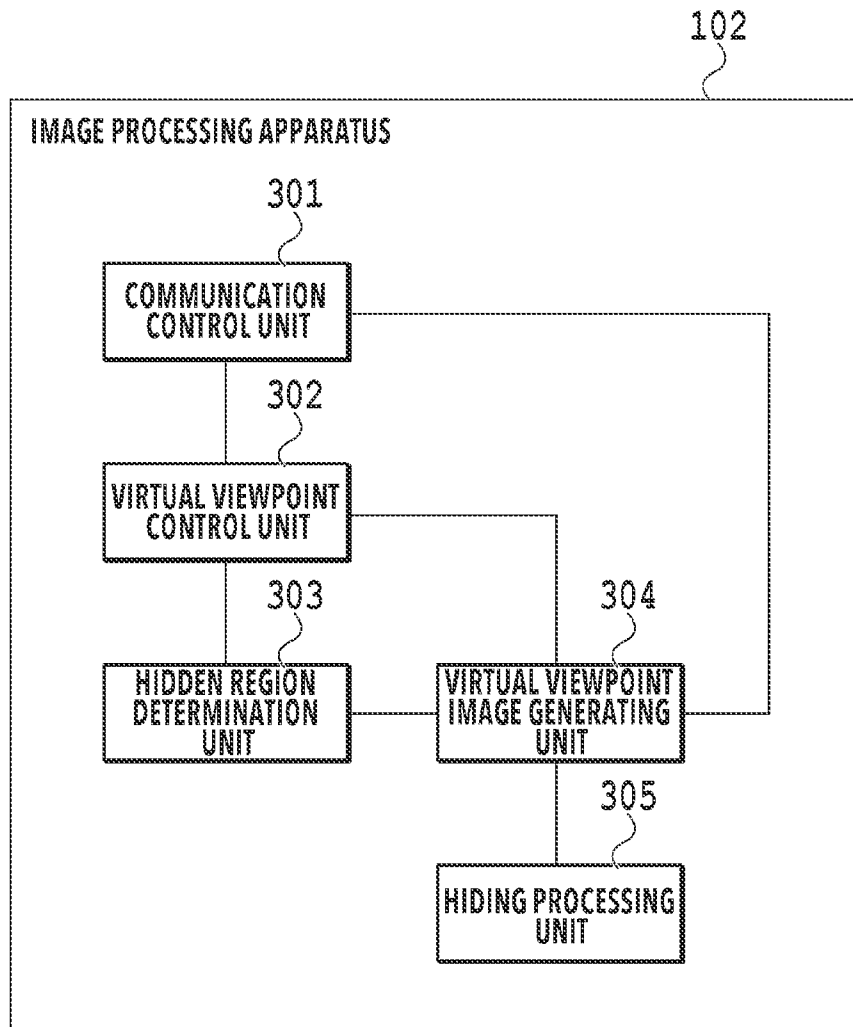 102
IMAGE PROCESSING APPARATUS
301
COMMUNICATION
CONTROL UNIT
302
VIRTUAL VIEWPOINT
CONTROL UNIT
303
HIDDEN REGION
DETERMINATION
UNIT
304
VIRTUAL VIEWPOINT
IMAGE GENERATING
UNIT
305
HIDING PROCESSING
UNIT